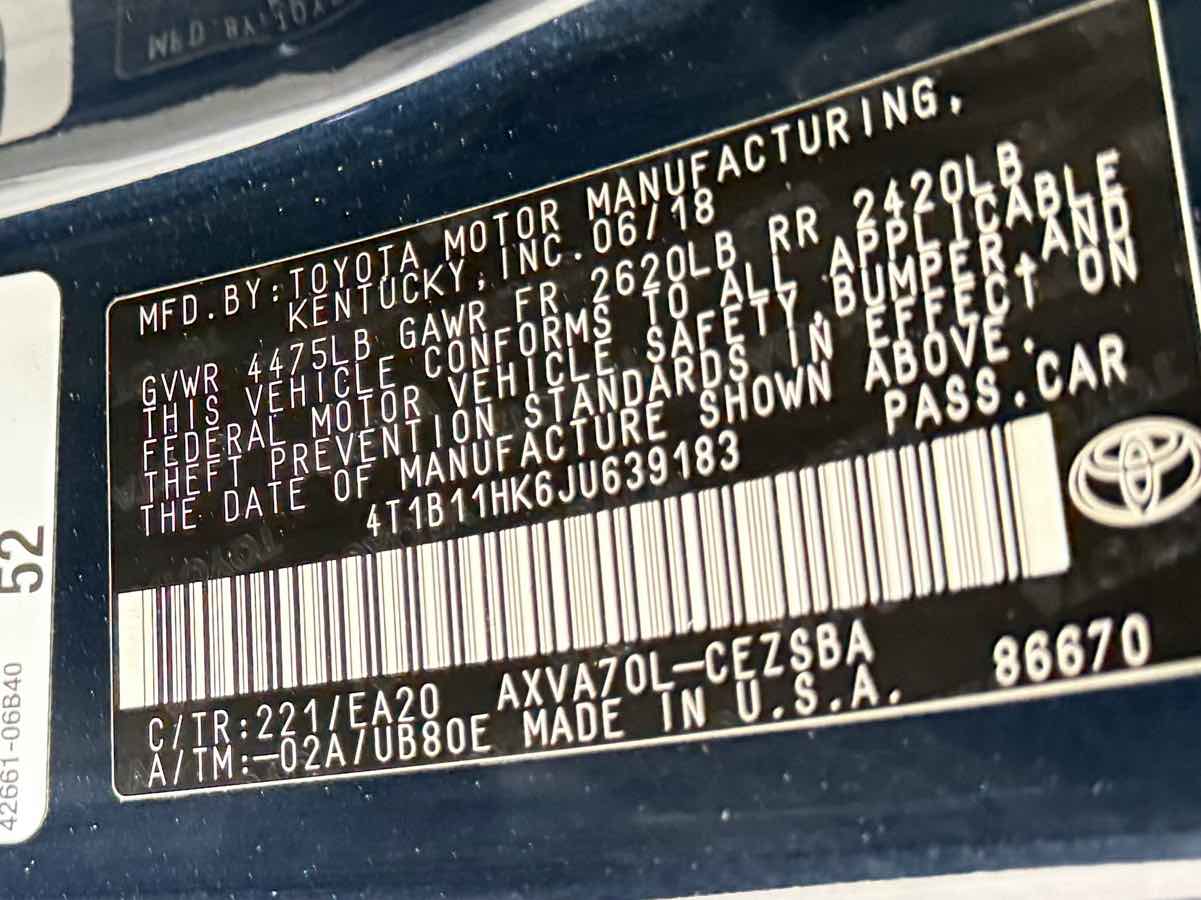 MFD.BY:TOYOTA MOTOR MANUFACTURING,
KENTUCKY, INC. 06/18
GVWR 4475LB GAWR FR 2620LB RR 2420LB
THIS VEHICLE CONFORMS TO ALL APPLICABLE
FEDERAL MOTOR VEHICLE SAFETY, BUMPER, AND
THEFT PREVENTION STANDARDS IN EFFECT ON
THE DATE OF MANUFACTURE SHOWN ABOVE.
4T1B11HK6JU639183 PASS.CAR
C/TR:221/EA20 AXVA70L-CEZSBA 86670
A/TM:-02A/UB80E MADE IN U.S.A.
52
42661-06B40